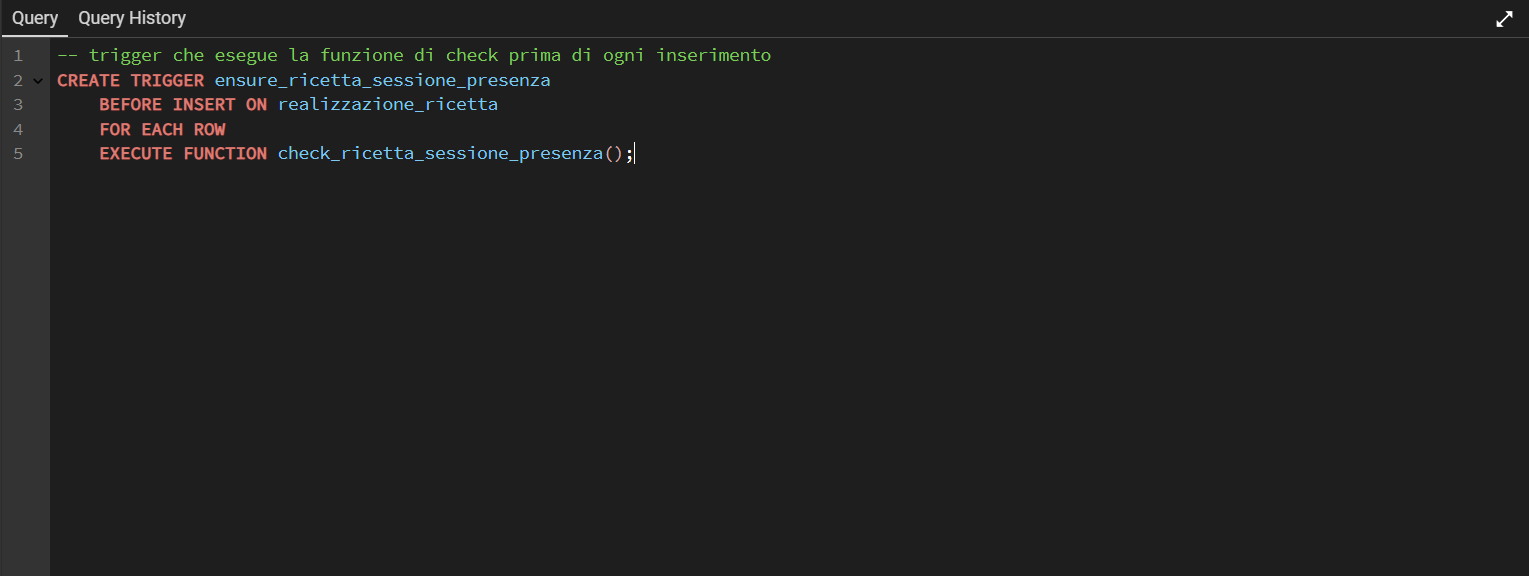 Query Query History
1 -- trigger che esegue la funzione di check prima di ogni inserimento
2 CREATE TRIGGER ensure_ricetta_sessione_presenza
3 BEFORE INSERT ON realizzazione_ricetta
4 FOR EACH ROW
5 EXECUTE FUNCTION check_ricetta_sessione_presenza();